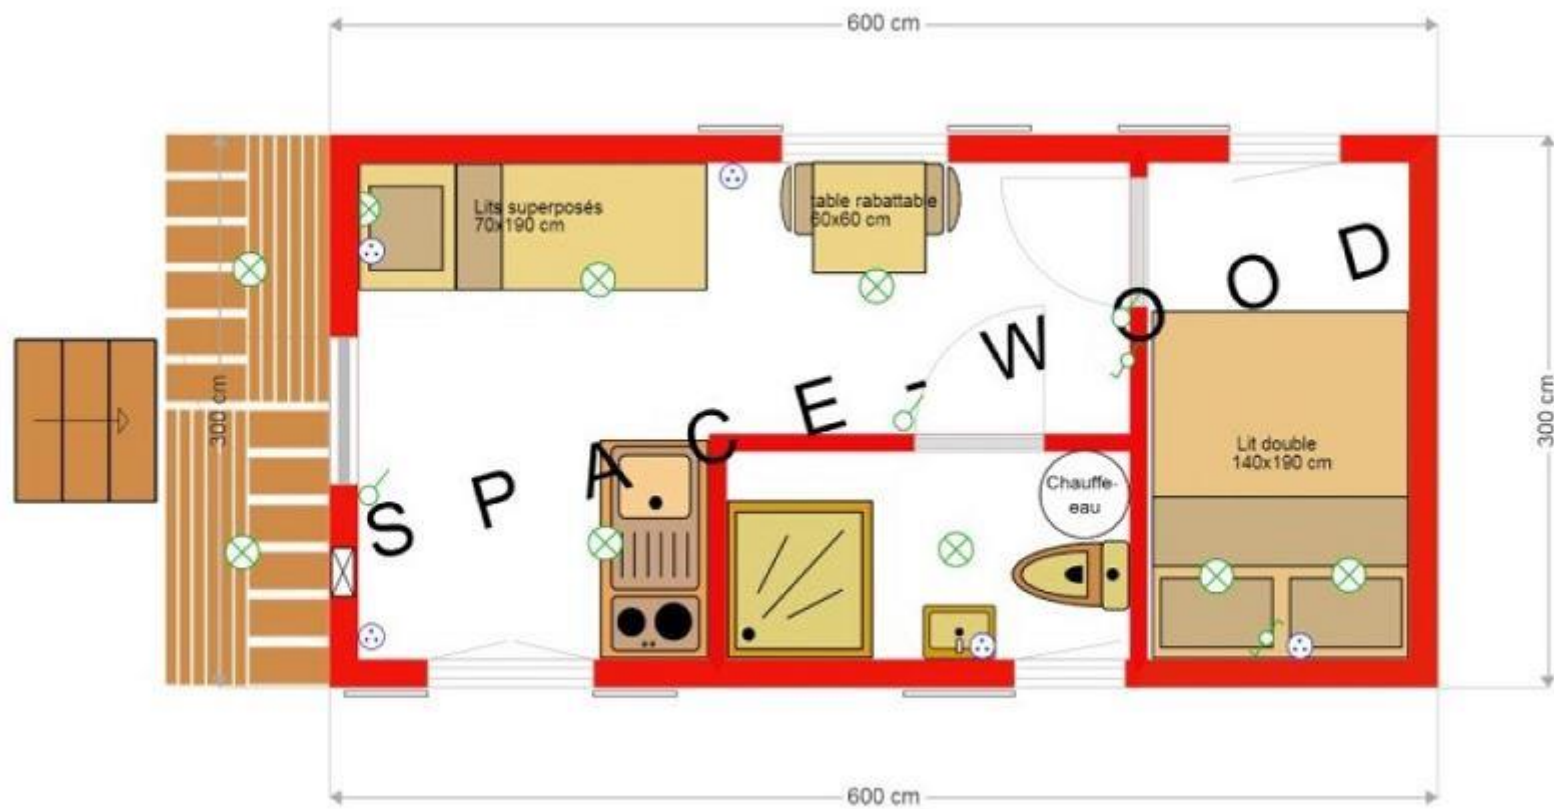 600 cm
Lits superposés
70x190 cm
table rabattable
60x60 cm
300 cm
300 cm
SPACE-WOOD
Lit double
140x190 cm
Chauffe-
eau
600 cm